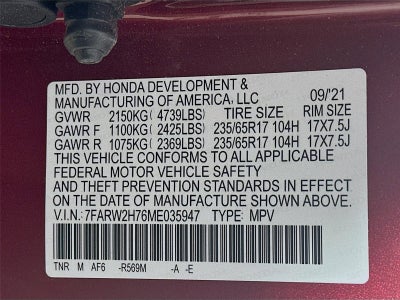 MFD. BY HONDA DEVELOPMENT &
MANUFACTURING OF AMERICA, LLC 09/21
GVWR 2150KG (4739LBS) TIRE SIZE RIM SIZE
GAWR F 1100KG (2425LBS) 235/65R17 104H 17X7.5J
GAWR R 1075KG (2369LBS) 235/65R17 104H 17X7.5J
THIS VEHICLE CONFORMS TO ALL APPLICABLE
FEDERAL MOTOR VEHICLE SAFETY
AND THEFT PREVENTION STANDARDS IN EFFECT
ON THE DATE OF MANUFACTURE SHOWN ABOVE.
V.I.N: 7FARW2H76ME035947 TYPE: MPV
TNR M AF6 -R569M -A -E